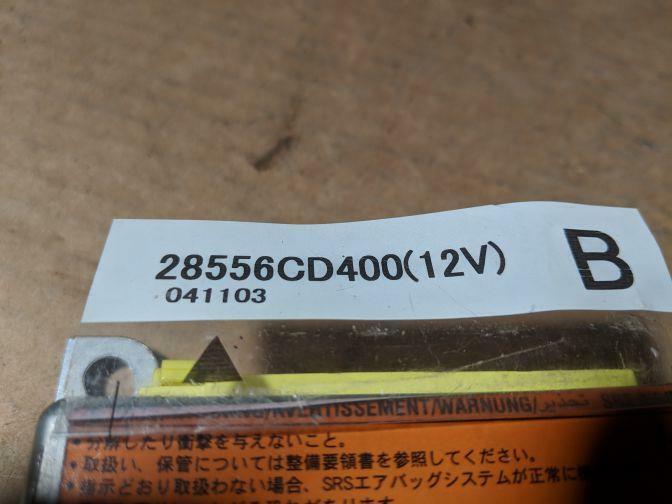 28556CD400(12V) B
041103
/AVERTISSEMENT/WARNUNG/تحذير
・分解したり衝撃を与えないこと。
・取扱い、保管については整備要領書を参照してください。
・指示どおり取扱わない場合、SRSエアバッグシステムが正常に